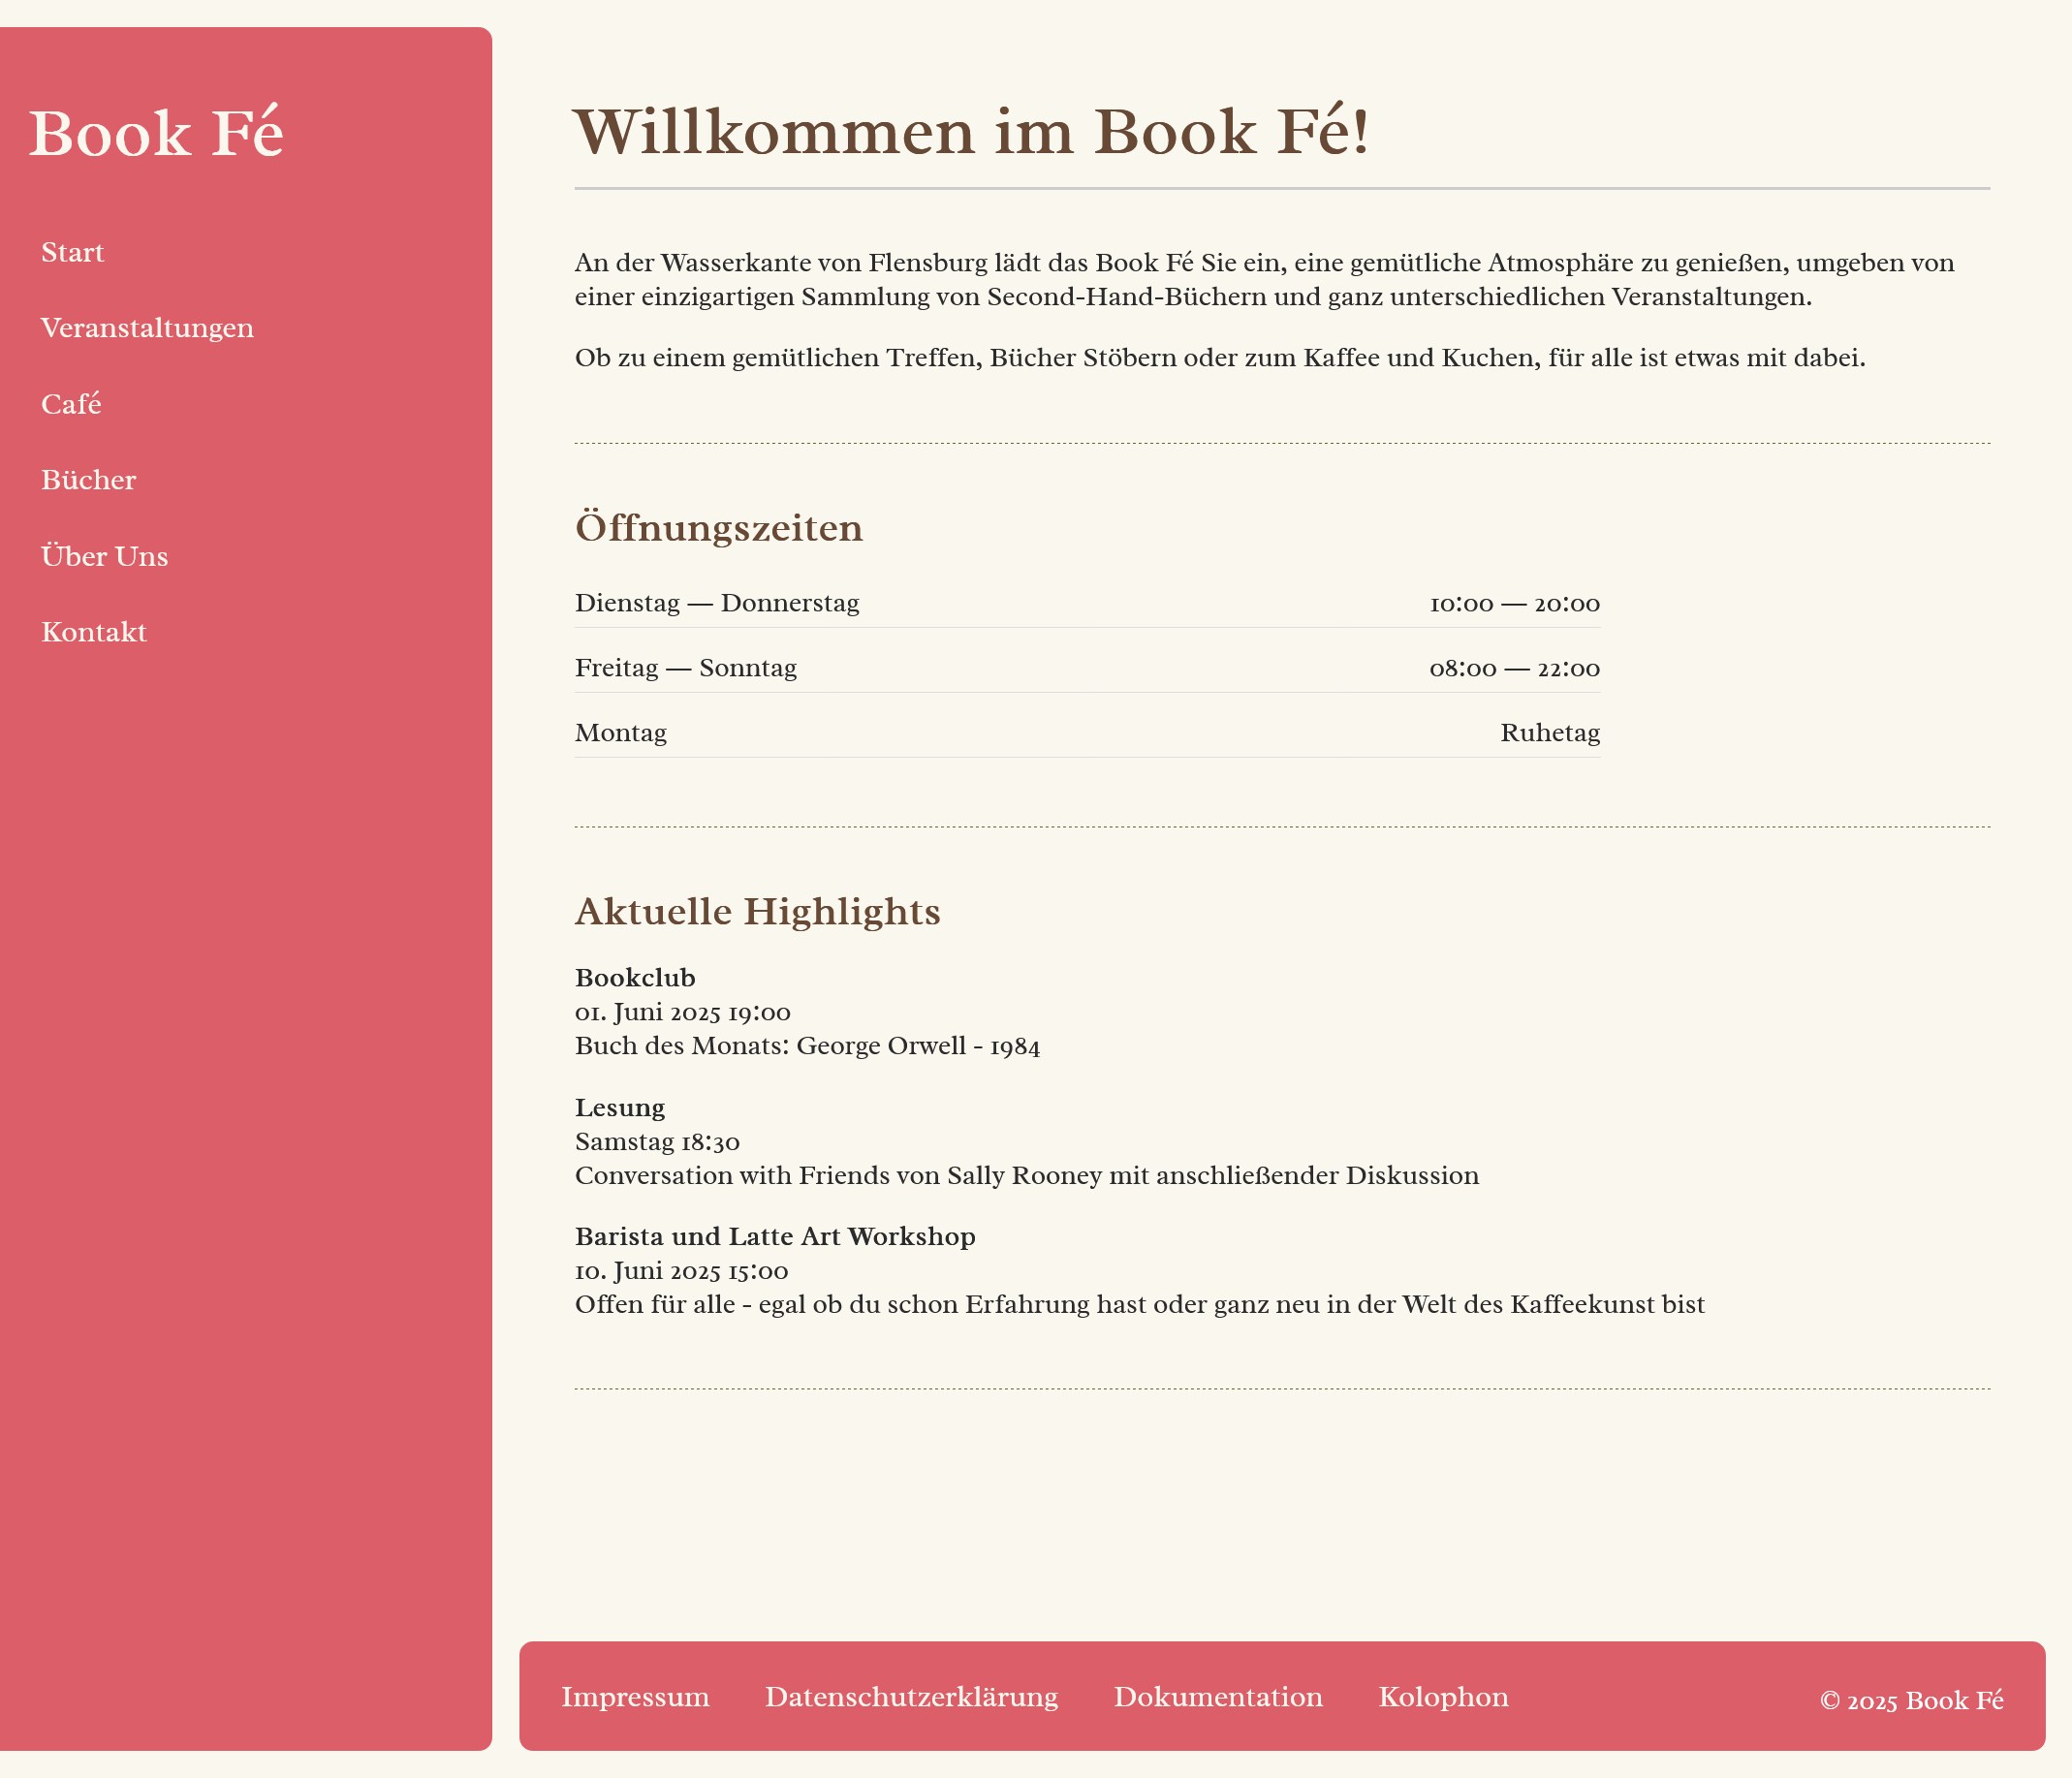 Book Fé
Start
Veranstaltungen
Café
Bücher
Über Uns
Kontakt
Willkommen im Book Fé!
An der Wasserkante von Flensburg lädt das Book Fé Sie ein, eine gemütliche Atmosphäre zu genießen, umgeben von
einer einzigartigen Sammlung von Second-Hand-Büchern und ganz unterschiedlichen Veranstaltungen.
Ob zu einem gemütlichen Treffen, Bücher Stöbern oder zum Kaffee und Kuchen, für alle ist etwas mit dabei.
Öffnungszeiten
Dienstag — Donnerstag 10:00 — 20:00
Freitag — Sonntag 08:00 — 22:00
Montag Ruhetag
Aktuelle Highlights
Bookclub
01. Juni 2025 19:00
Buch des Monats: George Orwell - 1984
Lesung
Samstag 18:30
Conversation with Friends von Sally Rooney mit anschließender Diskussion
Barista und Latte Art Workshop
10. Juni 2025 15:00
Offen für alle - egal ob du schon Erfahrung hast oder ganz neu in der Welt des Kaffeekunst bist
Impressum Datenschutzerklärung Dokumentation Kolophon © 2025 Book Fé